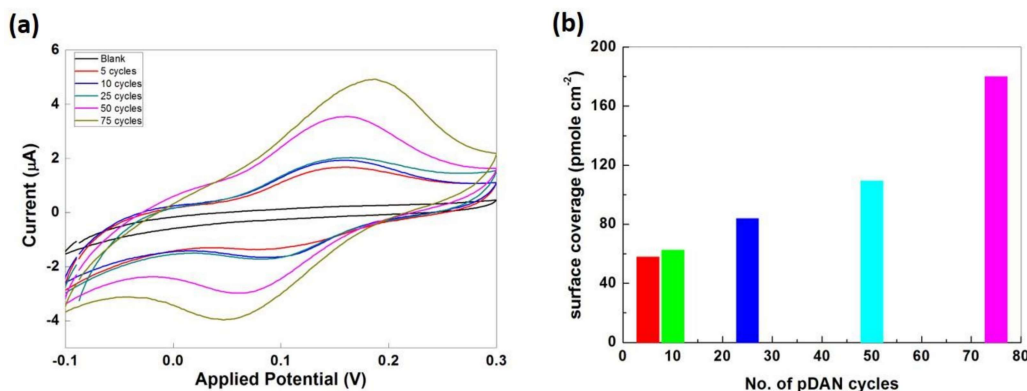 (a)
6
4
2
0
-2
-4
Current (µA)
Blank
5 cycles
10 cycles
25 cycles
50 cycles
75 cycles
-0.1
0.0
0.1
0.2
0.3
Applied Potential (V)
(b)
200
160
120
80
40
0
surface coverage (pmole cm⁻²)
0
10
20
30
40
50
60
70
80
No. of pDAN cycles